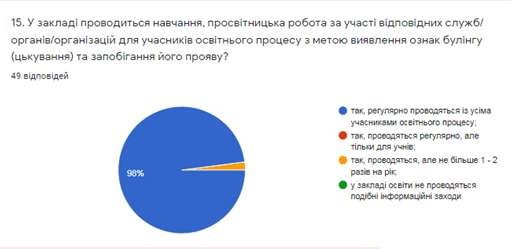 15. У закладі проводиться навчання, просвітницька робота за участі відповідних служб/
органів/організацій для учасників освітнього процесу з метою виявлення ознак булінгу
(цькування) та запобігання його прояву?
49 відповідей
98%
так, регулярно проводяться із усіма
учасниками освітнього процесу;
так, проводяться регулярно, але
тільки для учнів;
так, проводяться, але не більше 1 - 2
разів на рік;
у закладі освіти не проводяться
подібні інформаційні заходи